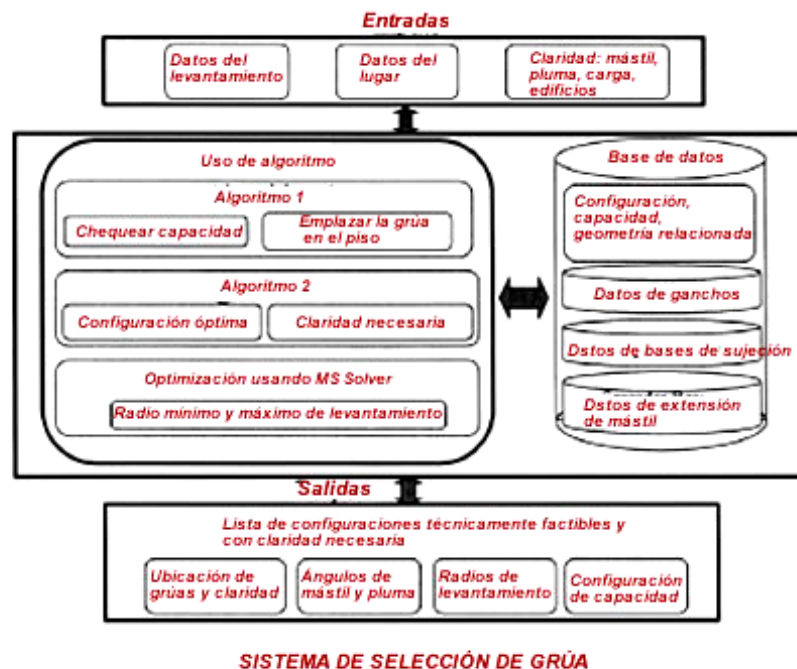 Entradas
Datos del
levantamiento
Datos del
lugar
Claridad: mástil,
pluma, carga,
edificios
Uso de algoritmo
Algoritmo 1
Chequear capacidad
Emplazar la grúa
en el piso
Algoritmo 2
Configuración óptima
Claridad necesaria
Optimización usando MS Solver
Radio mínimo y máximo de levantamiento
Base de datos
Configuración,
capacidad,
geometría relacionada
Datos de ganchos
Dstos de bases de sujeción
Dstos de extensión
de mástil
Salidas
Lista de configuraciones técnicamente factibles y
con claridad necesaria
Ubicación de
grúas y claridad
Ángulos de
mástil y pluma
Radios de
levantamiento
Configuración
de capacidad
SISTEMA DE SELECCIÓN DE GRÚA